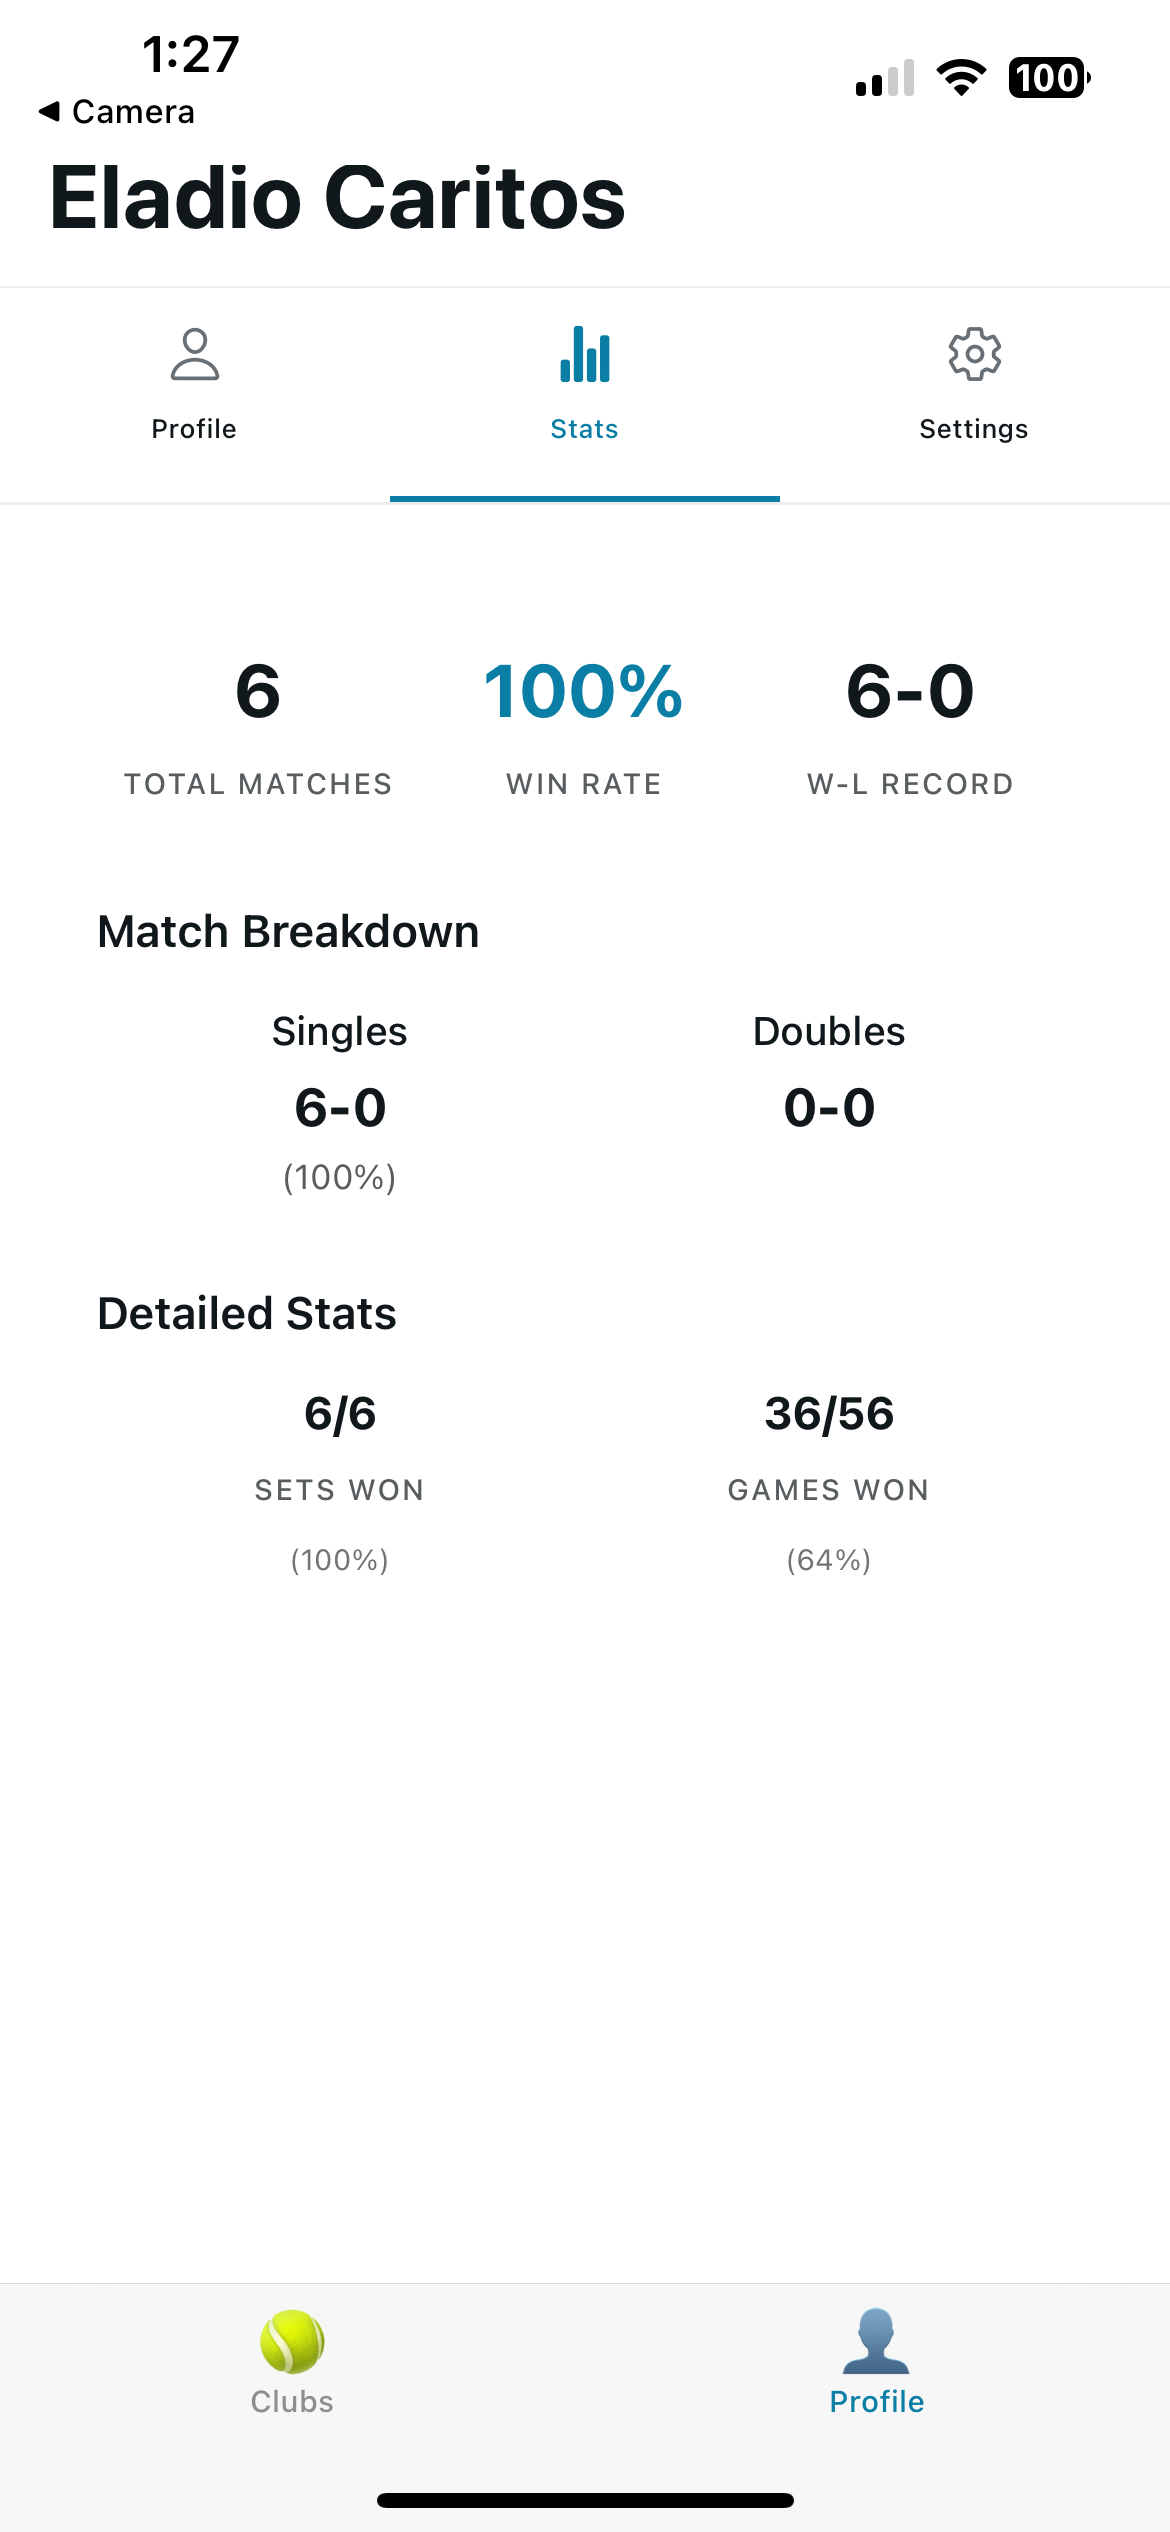 1:27
100
◀ Camera
Eladio Caritos
Profile
Stats
Settings
6
100%
6-0
TOTAL MATCHES
WIN RATE
W-L RECORD
Match Breakdown
Singles
Doubles
6-0
0-0
(100%)
Detailed Stats
6/6
36/56
SETS WON
GAMES WON
(100%)
(64%)
Clubs
Profile